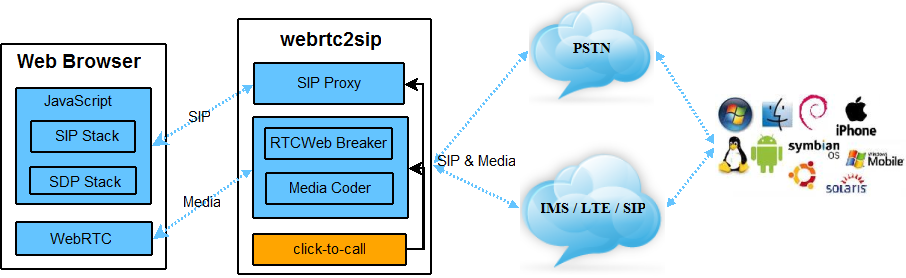 Web Browser
JavaScript
SIP Stack
SDP Stack
WebRTC
SIP
Media
webrtc2sip
SIP Proxy
RTCWeb Breaker
Media Coder
click-to-call
SIP & Media
PSTN
IMS / LTE / SIP
iPhone
symbian
OS
Windows
Mobile
ubuntu
solaris